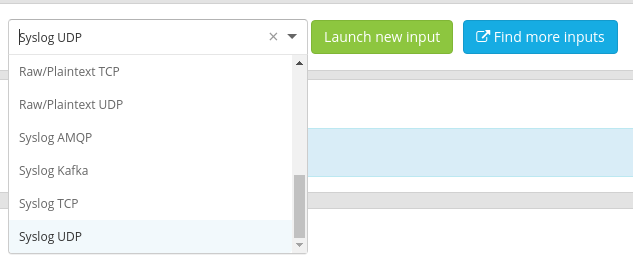 Syslog UDP
Launch new input
Find more inputs
Raw/Plaintext TCP
Raw/Plaintext UDP
Syslog AMQP
Syslog Kafka
Syslog TCP
Syslog UDP